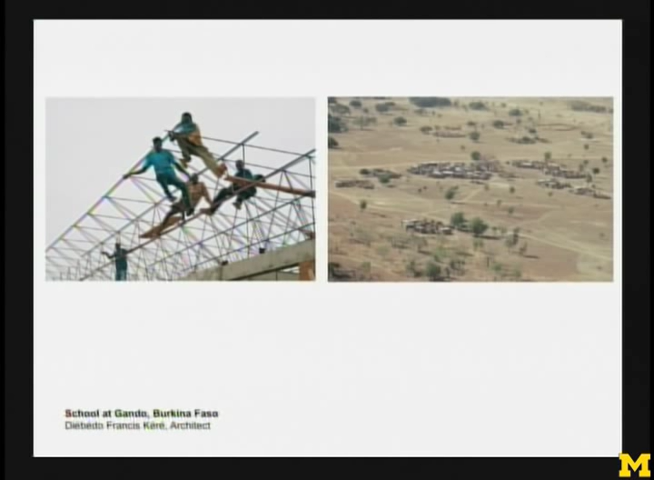 School at Gando, Burkina Faso
Diébédo Francis Kéré, Architect
M